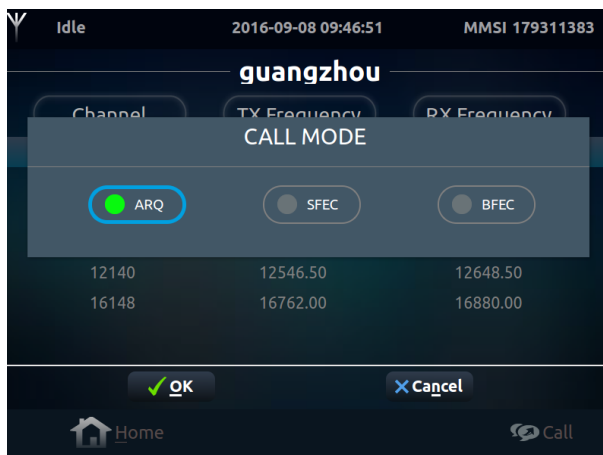 Idle 2016-09-08 09:46:51 MMSI 179311383
guangzhou
Channel TX Frequency RX Frequency
CALL MODE
ARQ SFEC BFEC
12140 12546.50 12648.50
16148 16762.00 16880.00
OK Cancel
Home Call